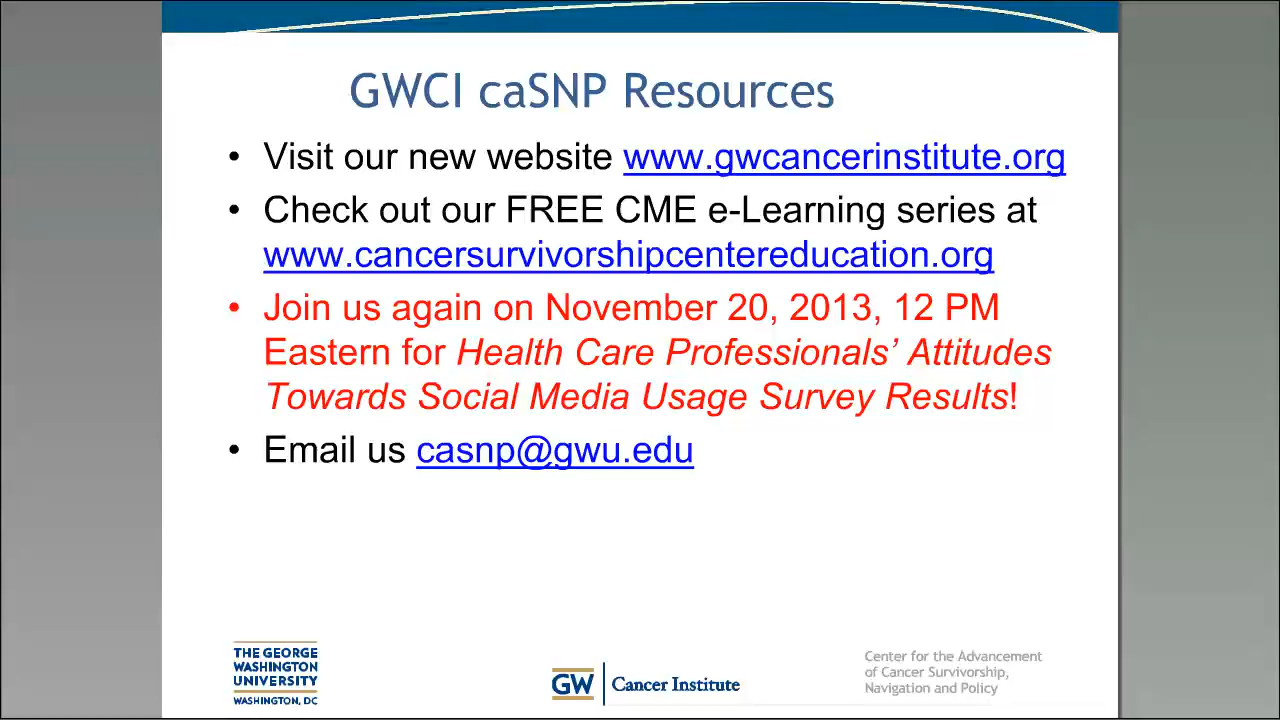 GWCI caSNP Resources
• Visit our new website www.gwcancerinstitute.org
• Check out our FREE CME e-Learning series at
www.cancersurvivorshipcentereducation.org
• Join us again on November 20, 2013, 12 PM
Eastern for Health Care Professionals’ Attitudes
Towards Social Media Usage Survey Results!
• Email us casnp@gwu.edu
THE GEORGE
WASHINGTON
UNIVERSITY
WASHINGTON, DC
GW Cancer Institute
Center for the Advancement
of Cancer Survivorship,
Navigation and Policy